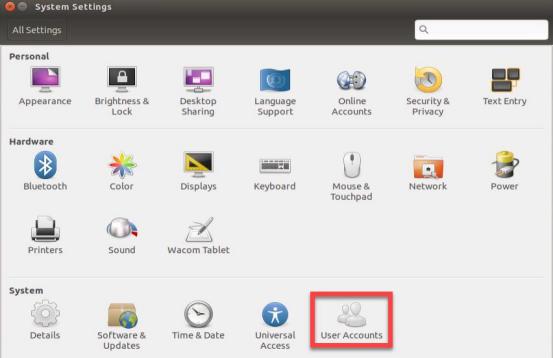 System Settings
All Settings
Personal
Appearance
Brightness &
Lock
Desktop
Sharing
Language
Support
Online
Accounts
Security &
Privacy
Text Entry
Hardware
Bluetooth
Color
Displays
Keyboard
Mouse &
Touchpad
Network
Power
Printers
Sound
Wacom Tablet
System
Details
Software &
Updates
Time & Date
Universal
Access
User Accounts